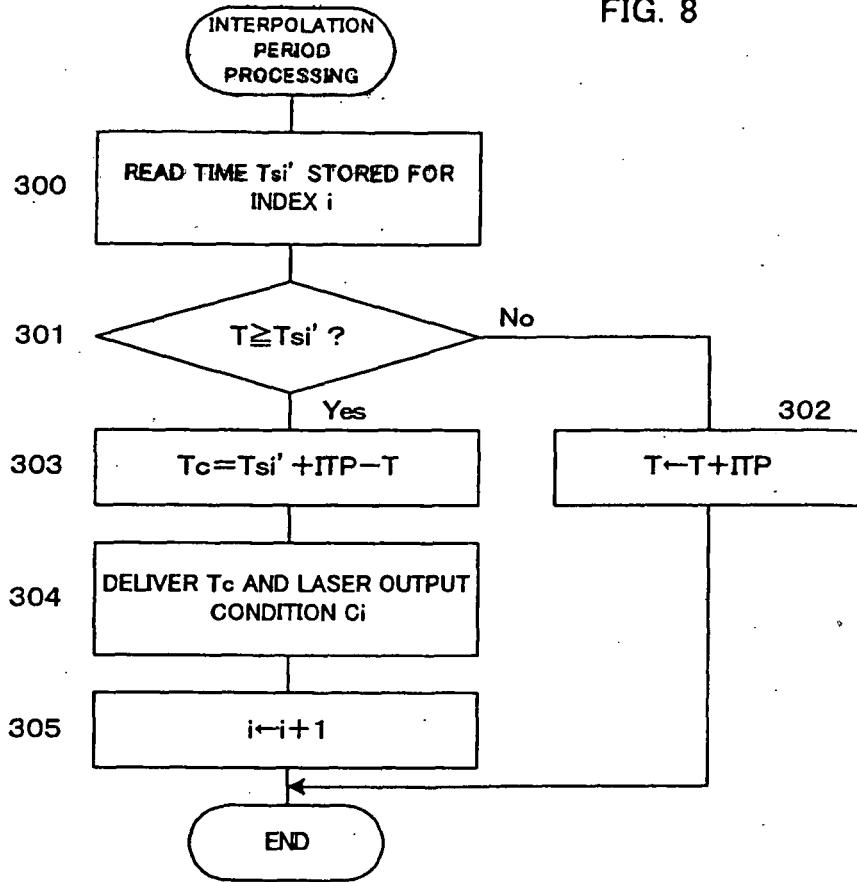 FIG. 8
INTERPOLATION
PERIOD
PROCESSING
300
READ TIME Tsi' STORED FOR
INDEX i
301
T≧Tsi' ?
No
Yes
302
303
Tc=Tsi'+ITP−T
T←T+ITP
304
DELIVER Tc AND LASER OUTPUT
CONDITION Ci
305
i←i+1
END